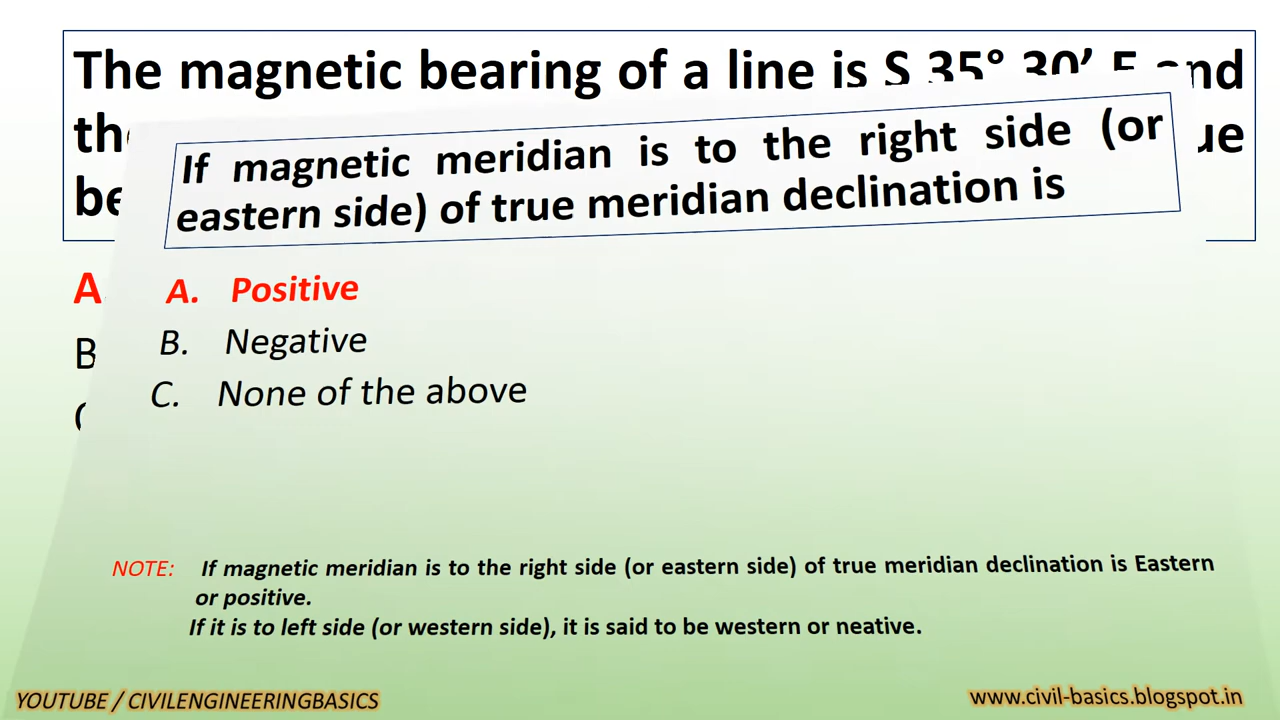 The magnetic bearing of a line is S 35° 30’ E and
If magnetic meridian is to the right side (or
eastern side) of true meridian declination is
A.
A. Positive
B
B. Negative
C. None of the above
NOTE: If magnetic meridian is to the right side (or eastern side) of true meridian declination is Eastern
or positive.
If it is to left side (or western side), it is said to be western or neative.
YOUTUBE / CIVILENGINEERINGBASICS
www.civil-basics.blogspot.in